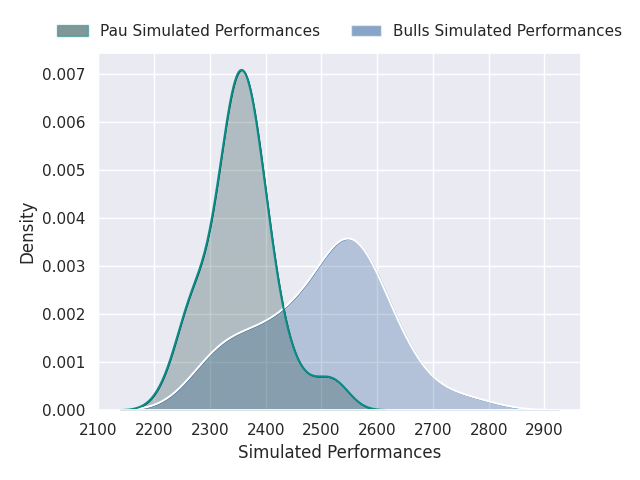 Pau Simulated Performances Bulls Simulated Performances
0.007
0.006
0.005
0.004
0.003
0.002
0.001
0.000
Density
2100 2200 2300 2400 2500 2600 2700 2800 2900
Simulated Performances